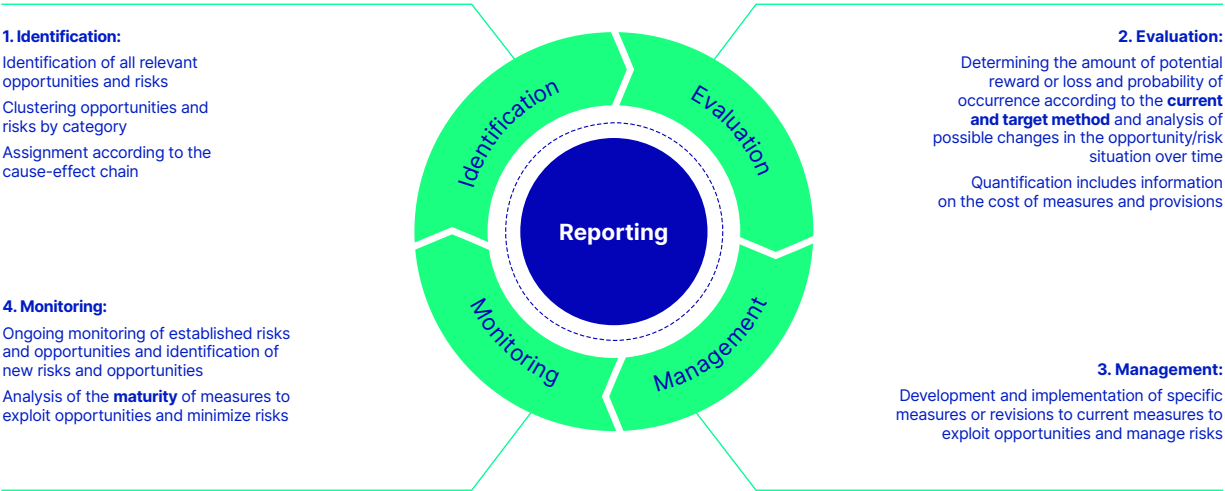 1. Identification:
Identification of all relevant
opportunities and risks
Clustering opportunities and
risks by category
Assignment according to the
cause-effect chain
2. Evaluation:
Determining the amount of potential
reward or loss and probability of
occurrence according to the current
and target method and analysis of
possible changes in the opportunity/risk
situation over time
Quantification includes information
on the cost of measures and provisions
Identification
Evaluation
Reporting
Monitoring
Management
4. Monitoring:
Ongoing monitoring of established risks
and opportunities and identification of
new risks and opportunities
Analysis of the maturity of measures to
exploit opportunities and minimize risks
3. Management:
Development and implementation of specific
measures or revisions to current measures to
exploit opportunities and manage risks